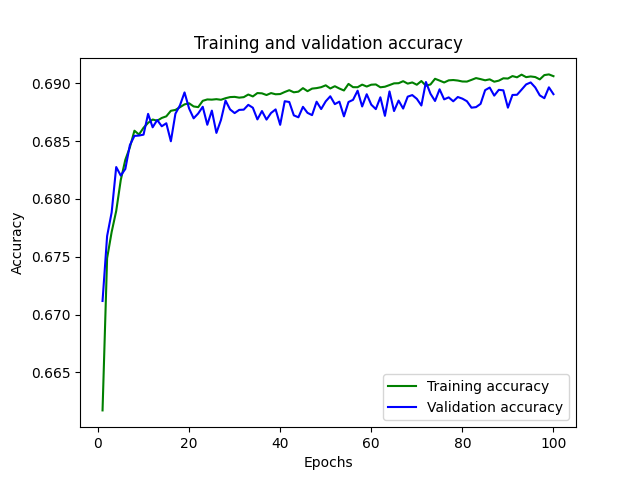 Training and validation accuracy
Accuracy
0.690
0.685
0.680
0.675
0.670
0.665
Training accuracy
Validation accuracy
0 20 40 60 80 100
Epochs